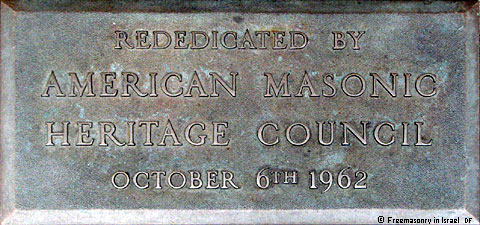 REDEDICATED BY
AMERICAN MASONIC
HERITAGE COUNCIL
OCTOBER 6TH 1962
© Freemasonry in Israel DF